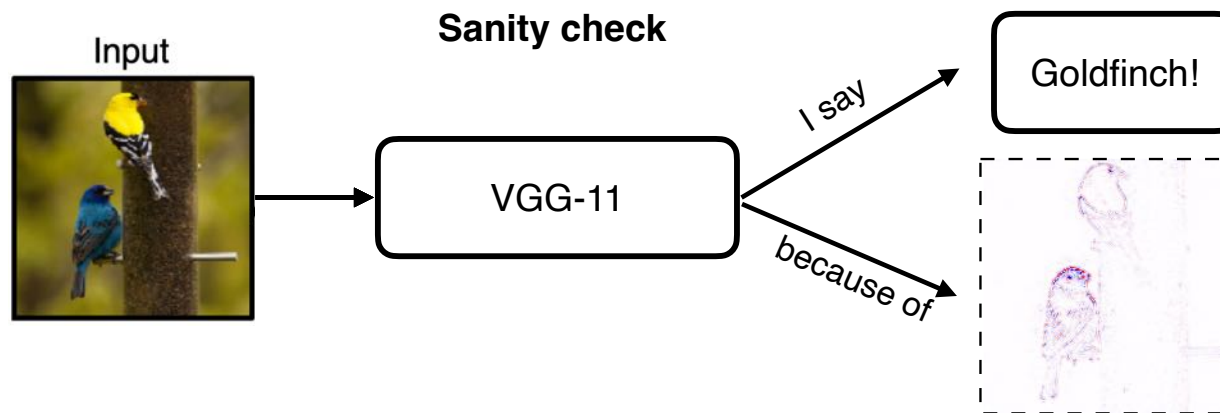 Sanity check
Input
VGG-11
I say
Goldfinch!
because of